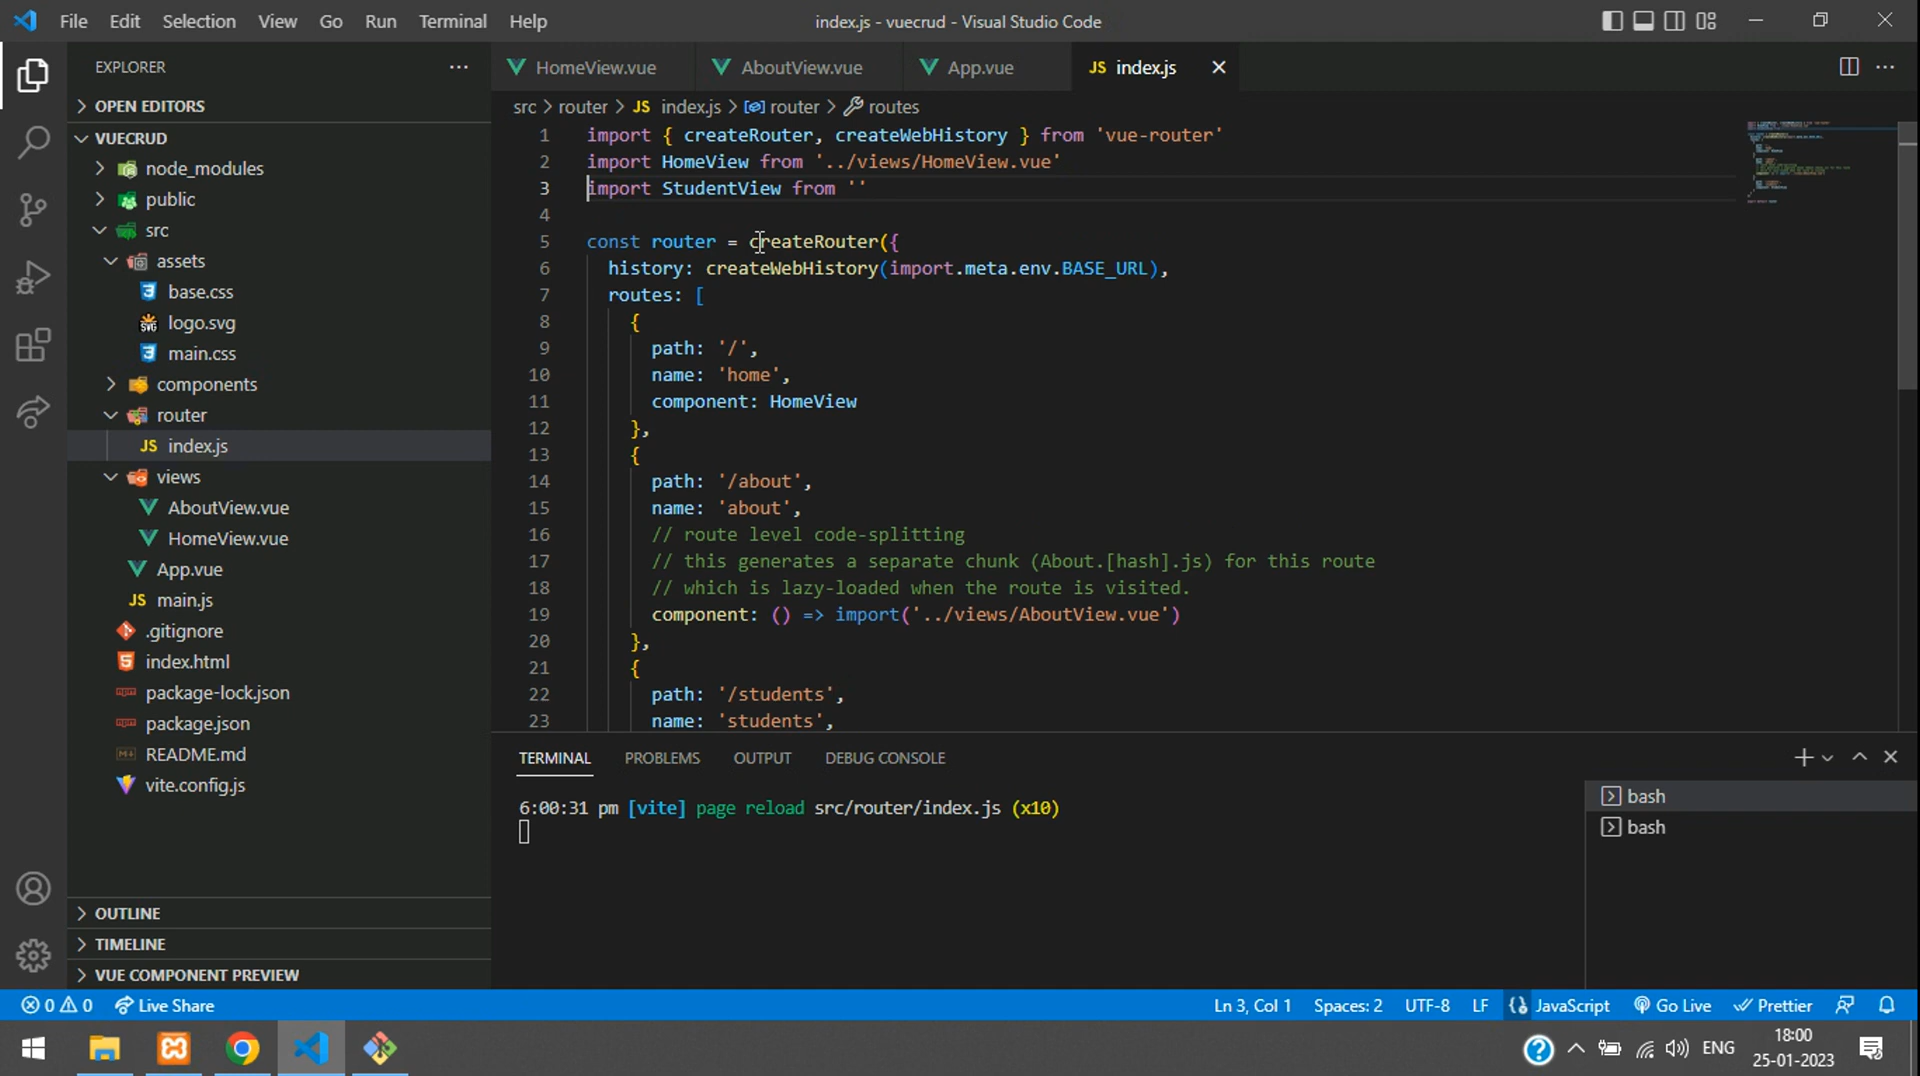 File Edit Selection View Go Run Terminal Help
index.js - vuecrud - Visual Studio Code
EXPLORER
OPEN EDITORS
VUECRUD
node_modules
public
src
assets
base.css
logo.svg
main.css
components
router
JS index.js
views
AboutView.vue
HomeView.vue
App.vue
JS main.js
.gitignore
index.html
package-lock.json
package.json
README.md
vite.config.js
OUTLINE
TIMELINE
VUE COMPONENT PREVIEW
HomeView.vue AboutView.vue App.vue JS index.js
src > router > JS index.js > router > routes
1 import { createRouter, createWebHistory } from 'vue-router'
2 import HomeView from '../views/HomeView.vue'
3 import StudentView from ''
4
5 const router = createRouter({
6 history: createWebHistory(import.meta.env.BASE_URL),
7 routes: [
8 {
9 path: '/',
10 name: 'home',
11 component: HomeView
12 },
13 {
14 path: '/about',
15 name: 'about',
16 // route level code-splitting
17 // this generates a separate chunk (About.[hash].js) for this route
18 // which is lazy-loaded when the route is visited.
19 component: () => import('../views/AboutView.vue')
20 },
21 {
22 path: '/students',
23 name: 'students',
TERMINAL PROBLEMS OUTPUT DEBUG CONSOLE
6:00:31 pm [vite] page reload src/router/index.js (x10)
bash
bash
0 0 Live Share
Ln 3, Col 1 Spaces: 2 UTF-8 LF JavaScript Go Live Prettier
ENG
18:00
25-01-2023